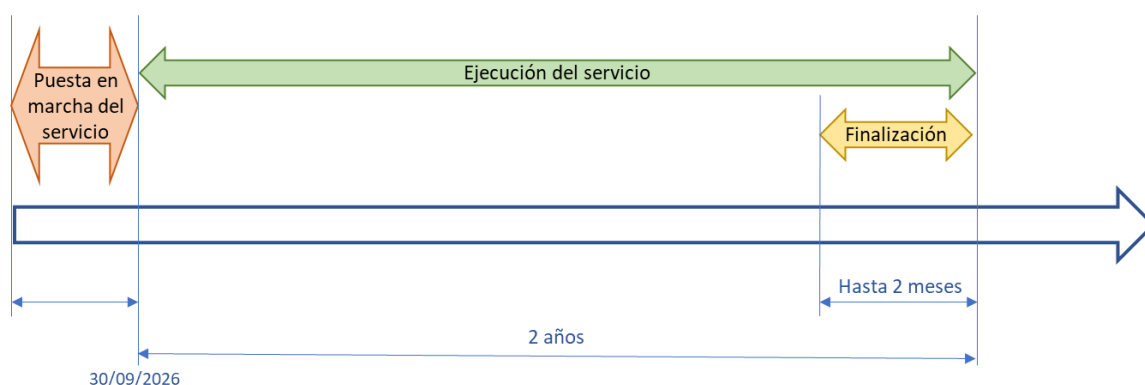 Puesta en
marcha del
servicio
Ejecución del servicio
Finalización
Hasta 2 meses
2 años
30/09/2026